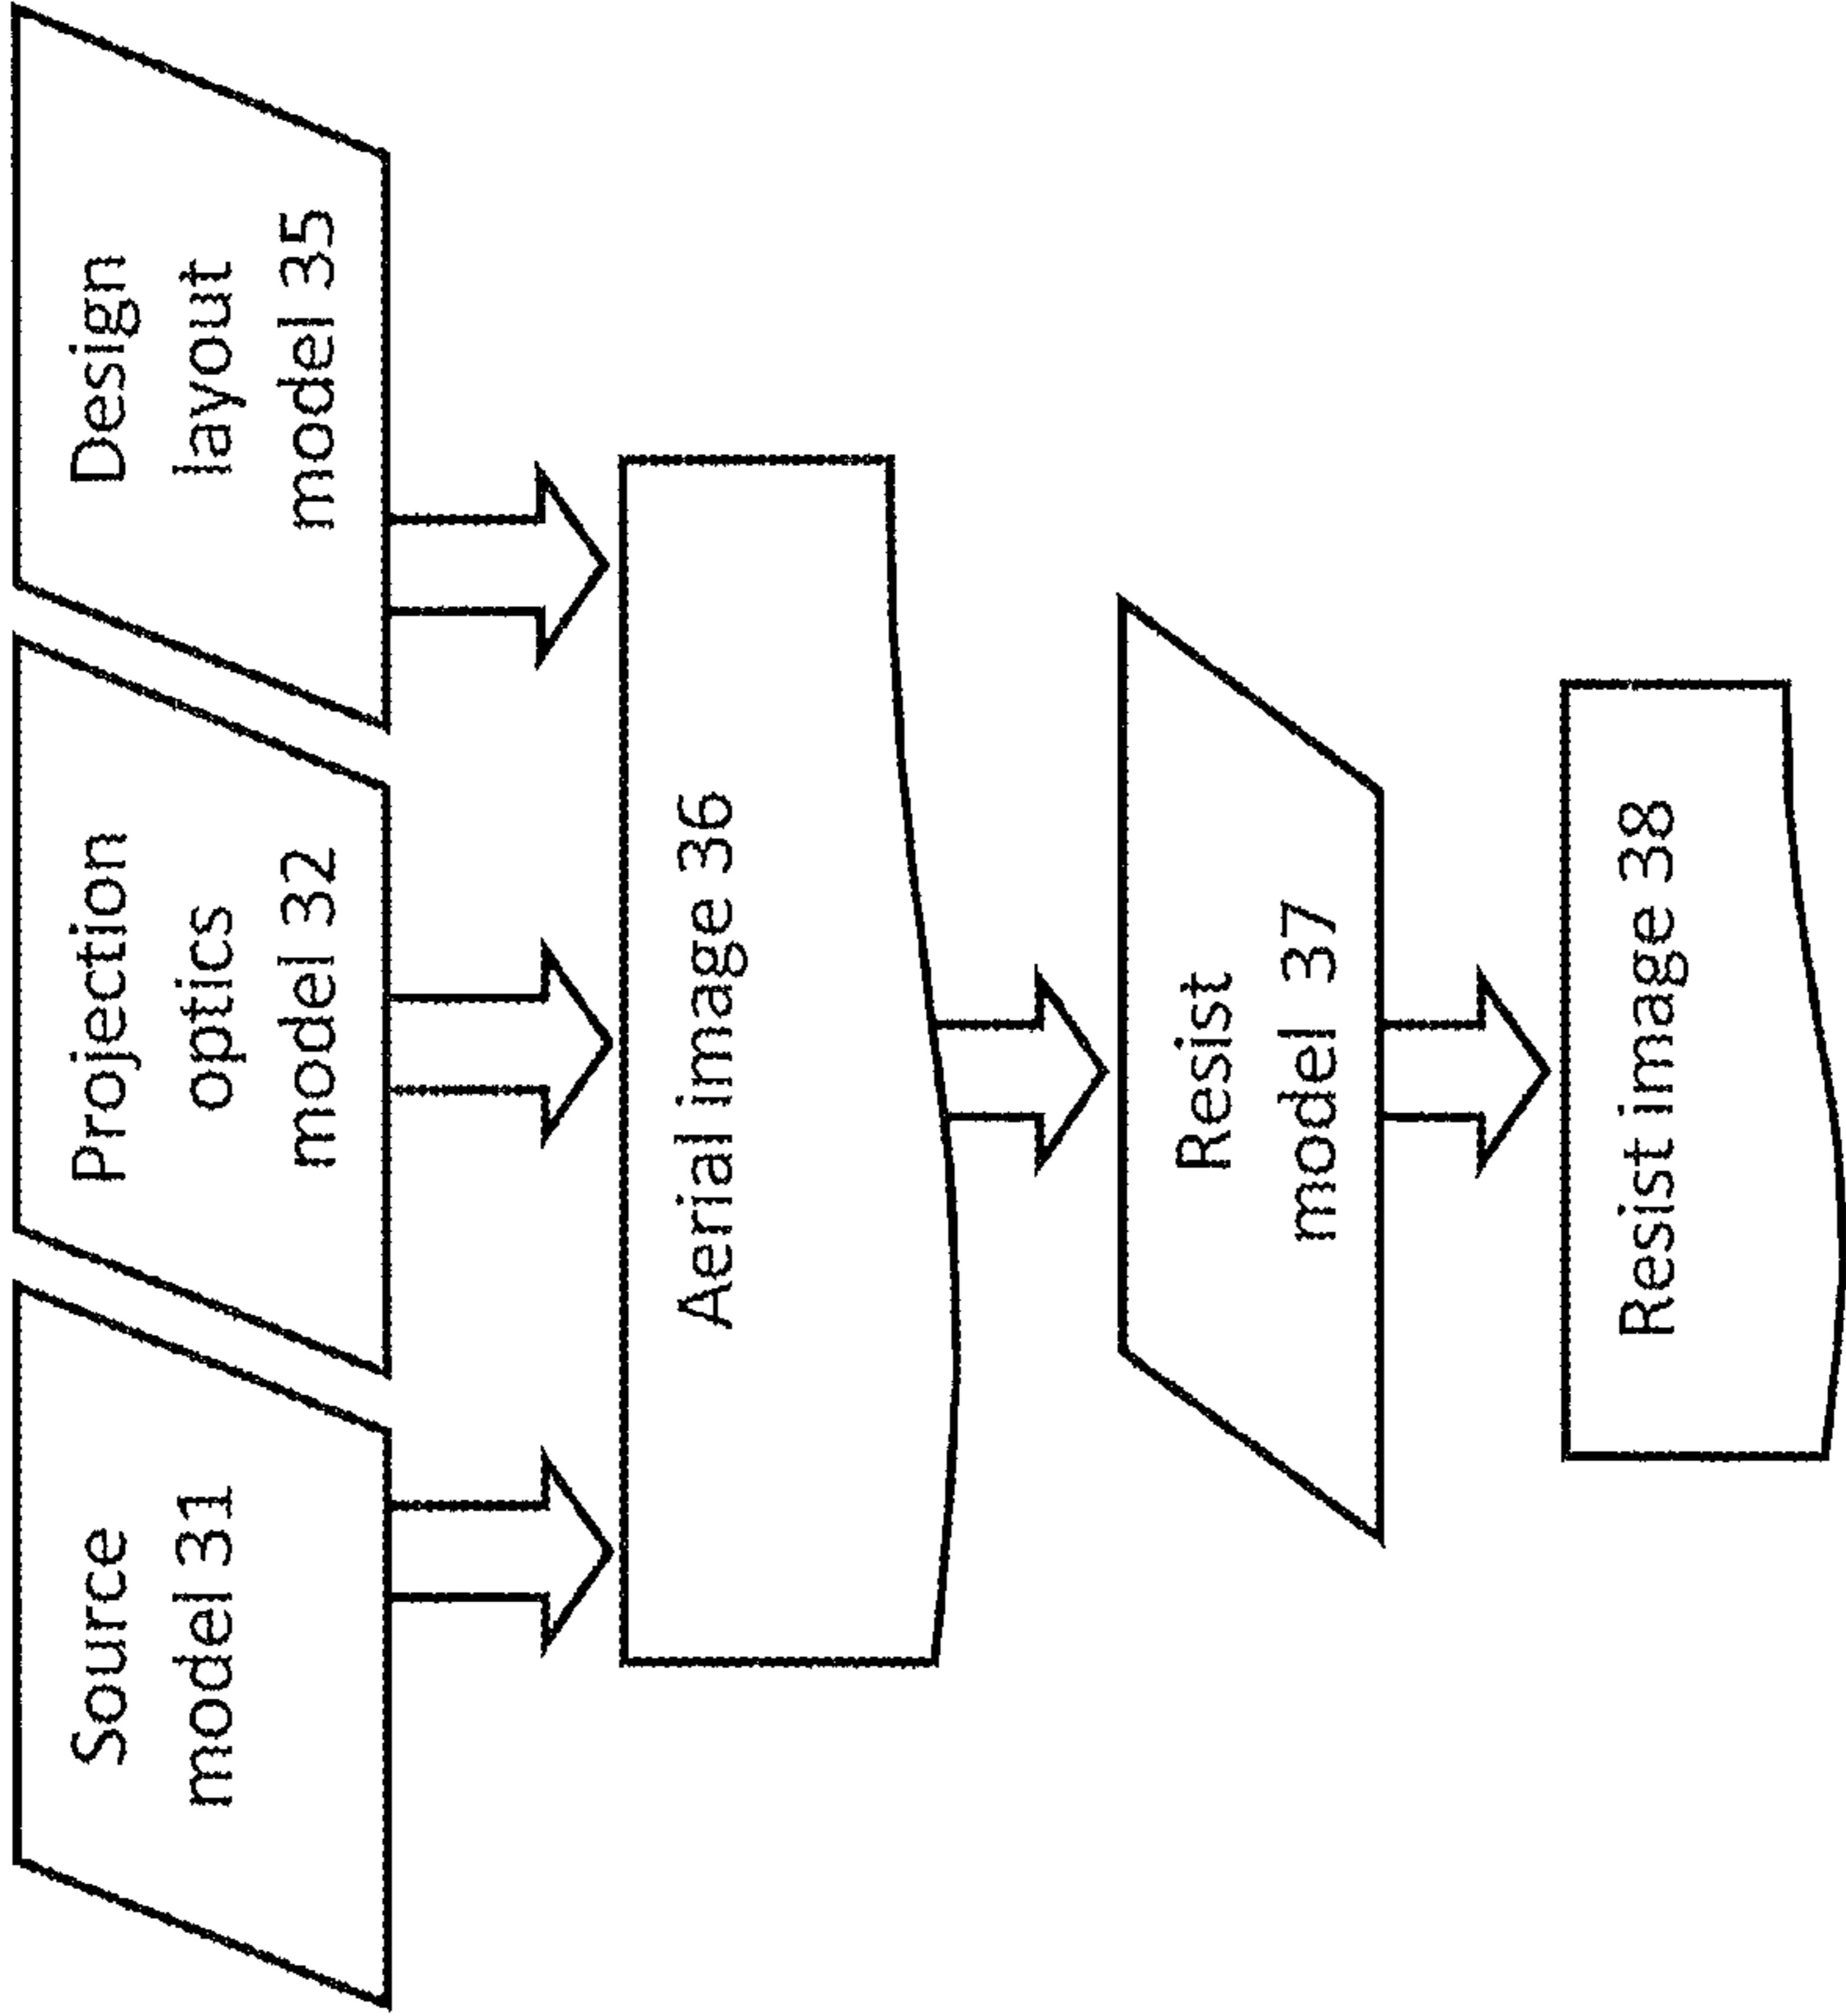 Source
model 31
Projection
optics
model 32
Design
layout
model 35
Aerial image 36
Resist
model 37
Resist image 38